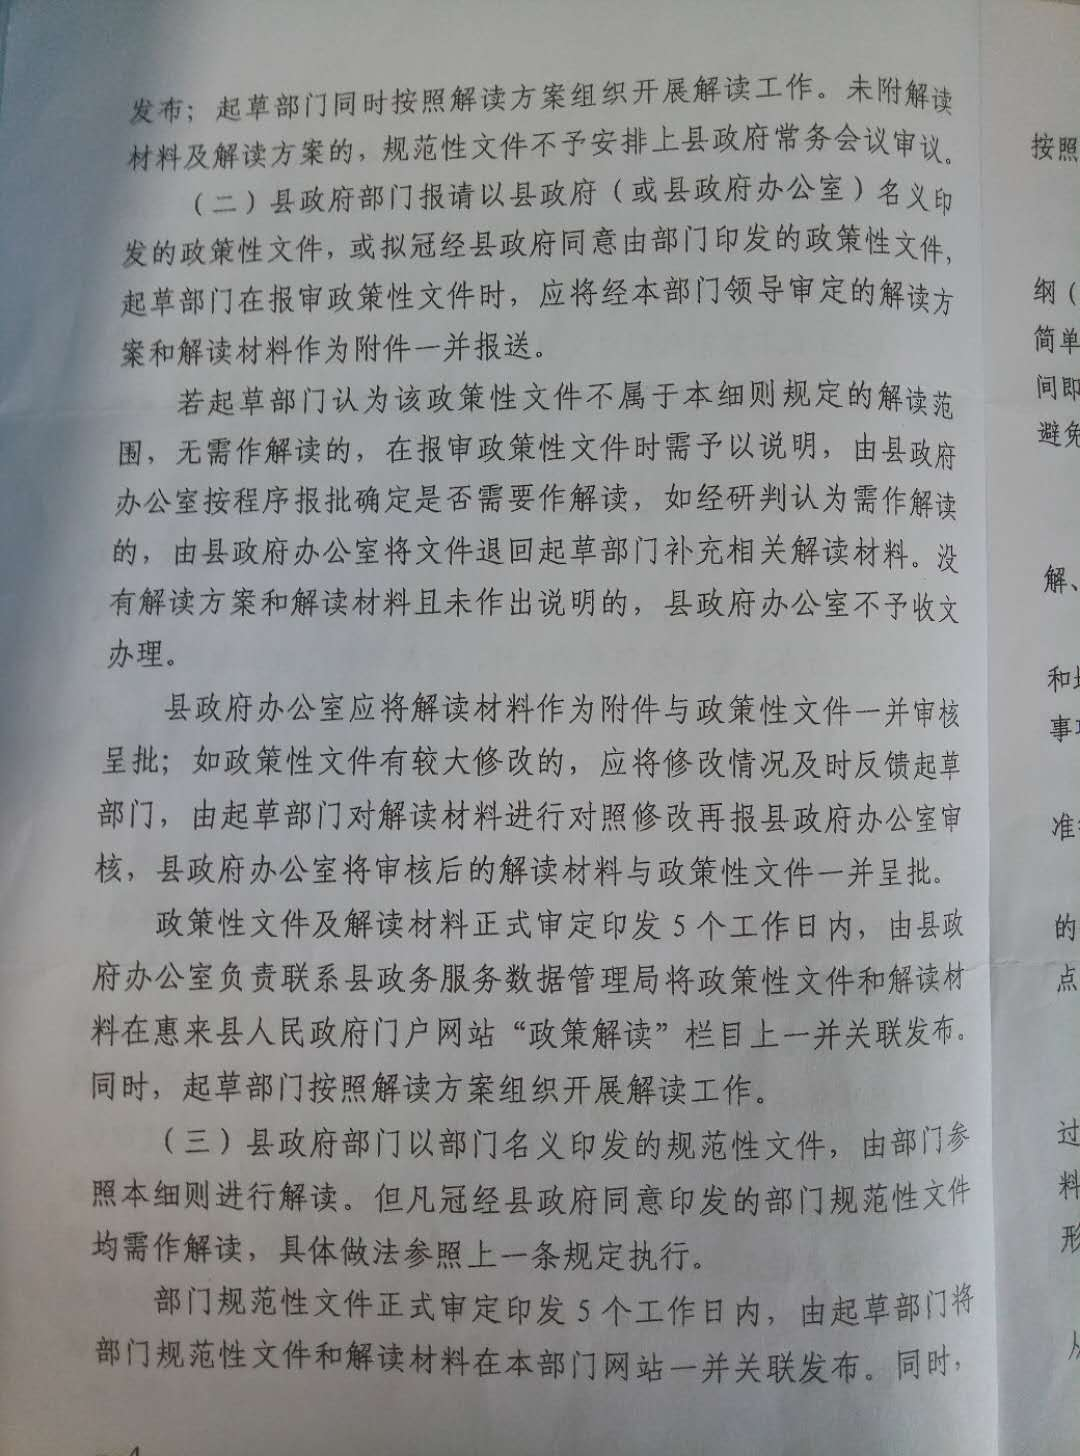 发布；起草部门同时按照解读方案组织开展解读工作。未附解读
材料及解读方案的，规范性文件不予安排上县政府常务会议审议。
（二）县政府部门报请以县政府（或县政府办公室）名义印
发的政策性文件，或拟冠经县政府同意由部门印发的政策性文件，
起草部门在报审政策性文件时，应将经本部门领导审定的解读方
案和解读材料作为附件一并报送。
若起草部门认为该政策性文件不属于本细则规定的解读范
围，无需作解读的，在报审政策性文件时需予以说明，由县政府
办公室按程序报批确定是否需要作解读，如经研判认为需作解读
的，由县政府办公室将文件退回起草部门补充相关解读材料。没
有解读方案和解读材料且未作出说明的，县政府办公室不予收文
办理。
县政府办公室应将解读材料作为附件与政策性文件一并审核
呈批；如政策性文件有较大修改的，应将修改情况及时反馈起草
部门，由起草部门对解读材料进行对照修改再报县政府办公室审
核，县政府办公室将审核后的解读材料与政策性文件一并呈批。
政策性文件及解读材料正式审定印发5个工作日内，由县政
府办公室负责联系县政务服务数据管理局将政策性文件和解读材
料在惠来县人民政府门户网站“政策解读”栏目上一并关联发布。
同时，起草部门按照解读方案组织开展解读工作。
（三）县政府部门以部门名义印发的规范性文件，由部门参
照本细则进行解读。但凡冠经县政府同意印发的部门规范性文件
均需作解读，具体做法参照上一条规定执行。
部门规范性文件正式审定印发5个工作日内，由起草部门将
部门规范性文件和解读材料在本部门网站一并关联发布。同时，
按照
纲（
简单
间即
避免
解、
和
事
准
的
点
过
料
形